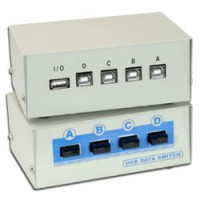 I/O D C B A
A B C D
USB DATA SWITCH